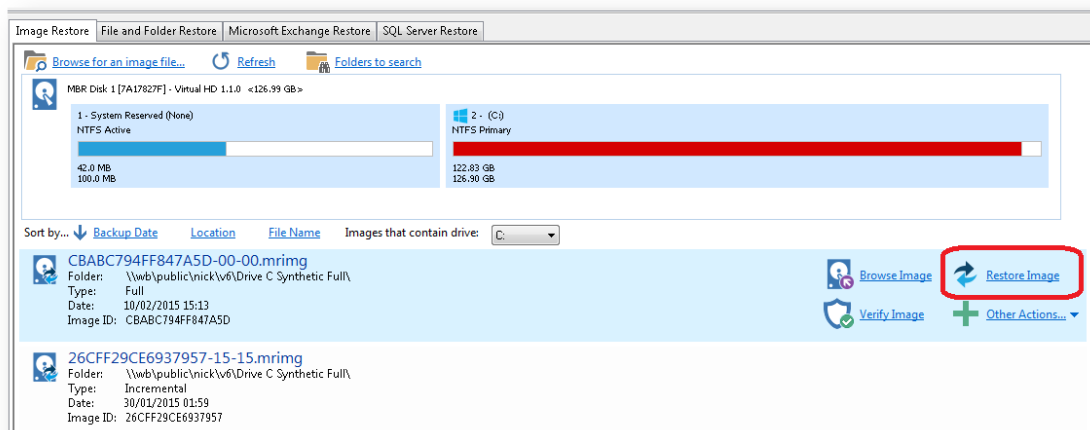 Image Restore File and Folder Restore Microsoft Exchange Restore SQL Server Restore
Browse for an image file... Refresh Folders to search
MBR Disk 1 [7A17827F] - Virtual HD 1.1.0 <126.99 GB>
1 - System Reserved (None)
NTFS Active
42.0 MB
100.0 MB
2 - (C:)
NTFS Primary
122.83 GB
126.90 GB
Sort by... Backup Date Location File Name Images that contain drive: C:
CBABC794FF847A5D-00-00.mrimg
Folder: \\wb\public\nick\v6\Drive C Synthetic Full\
Type: Full
Date: 10/02/2015 15:13
Image ID: CBABC794FF847A5D
Browse Image Restore Image
Verify Image Other Actions...
26CFF29CE6937957-15-15.mrimg
Folder: \\wb\public\nick\v6\Drive C Synthetic Full\
Type: Incremental
Date: 30/01/2015 01:59
Image ID: 26CFF29CE6937957